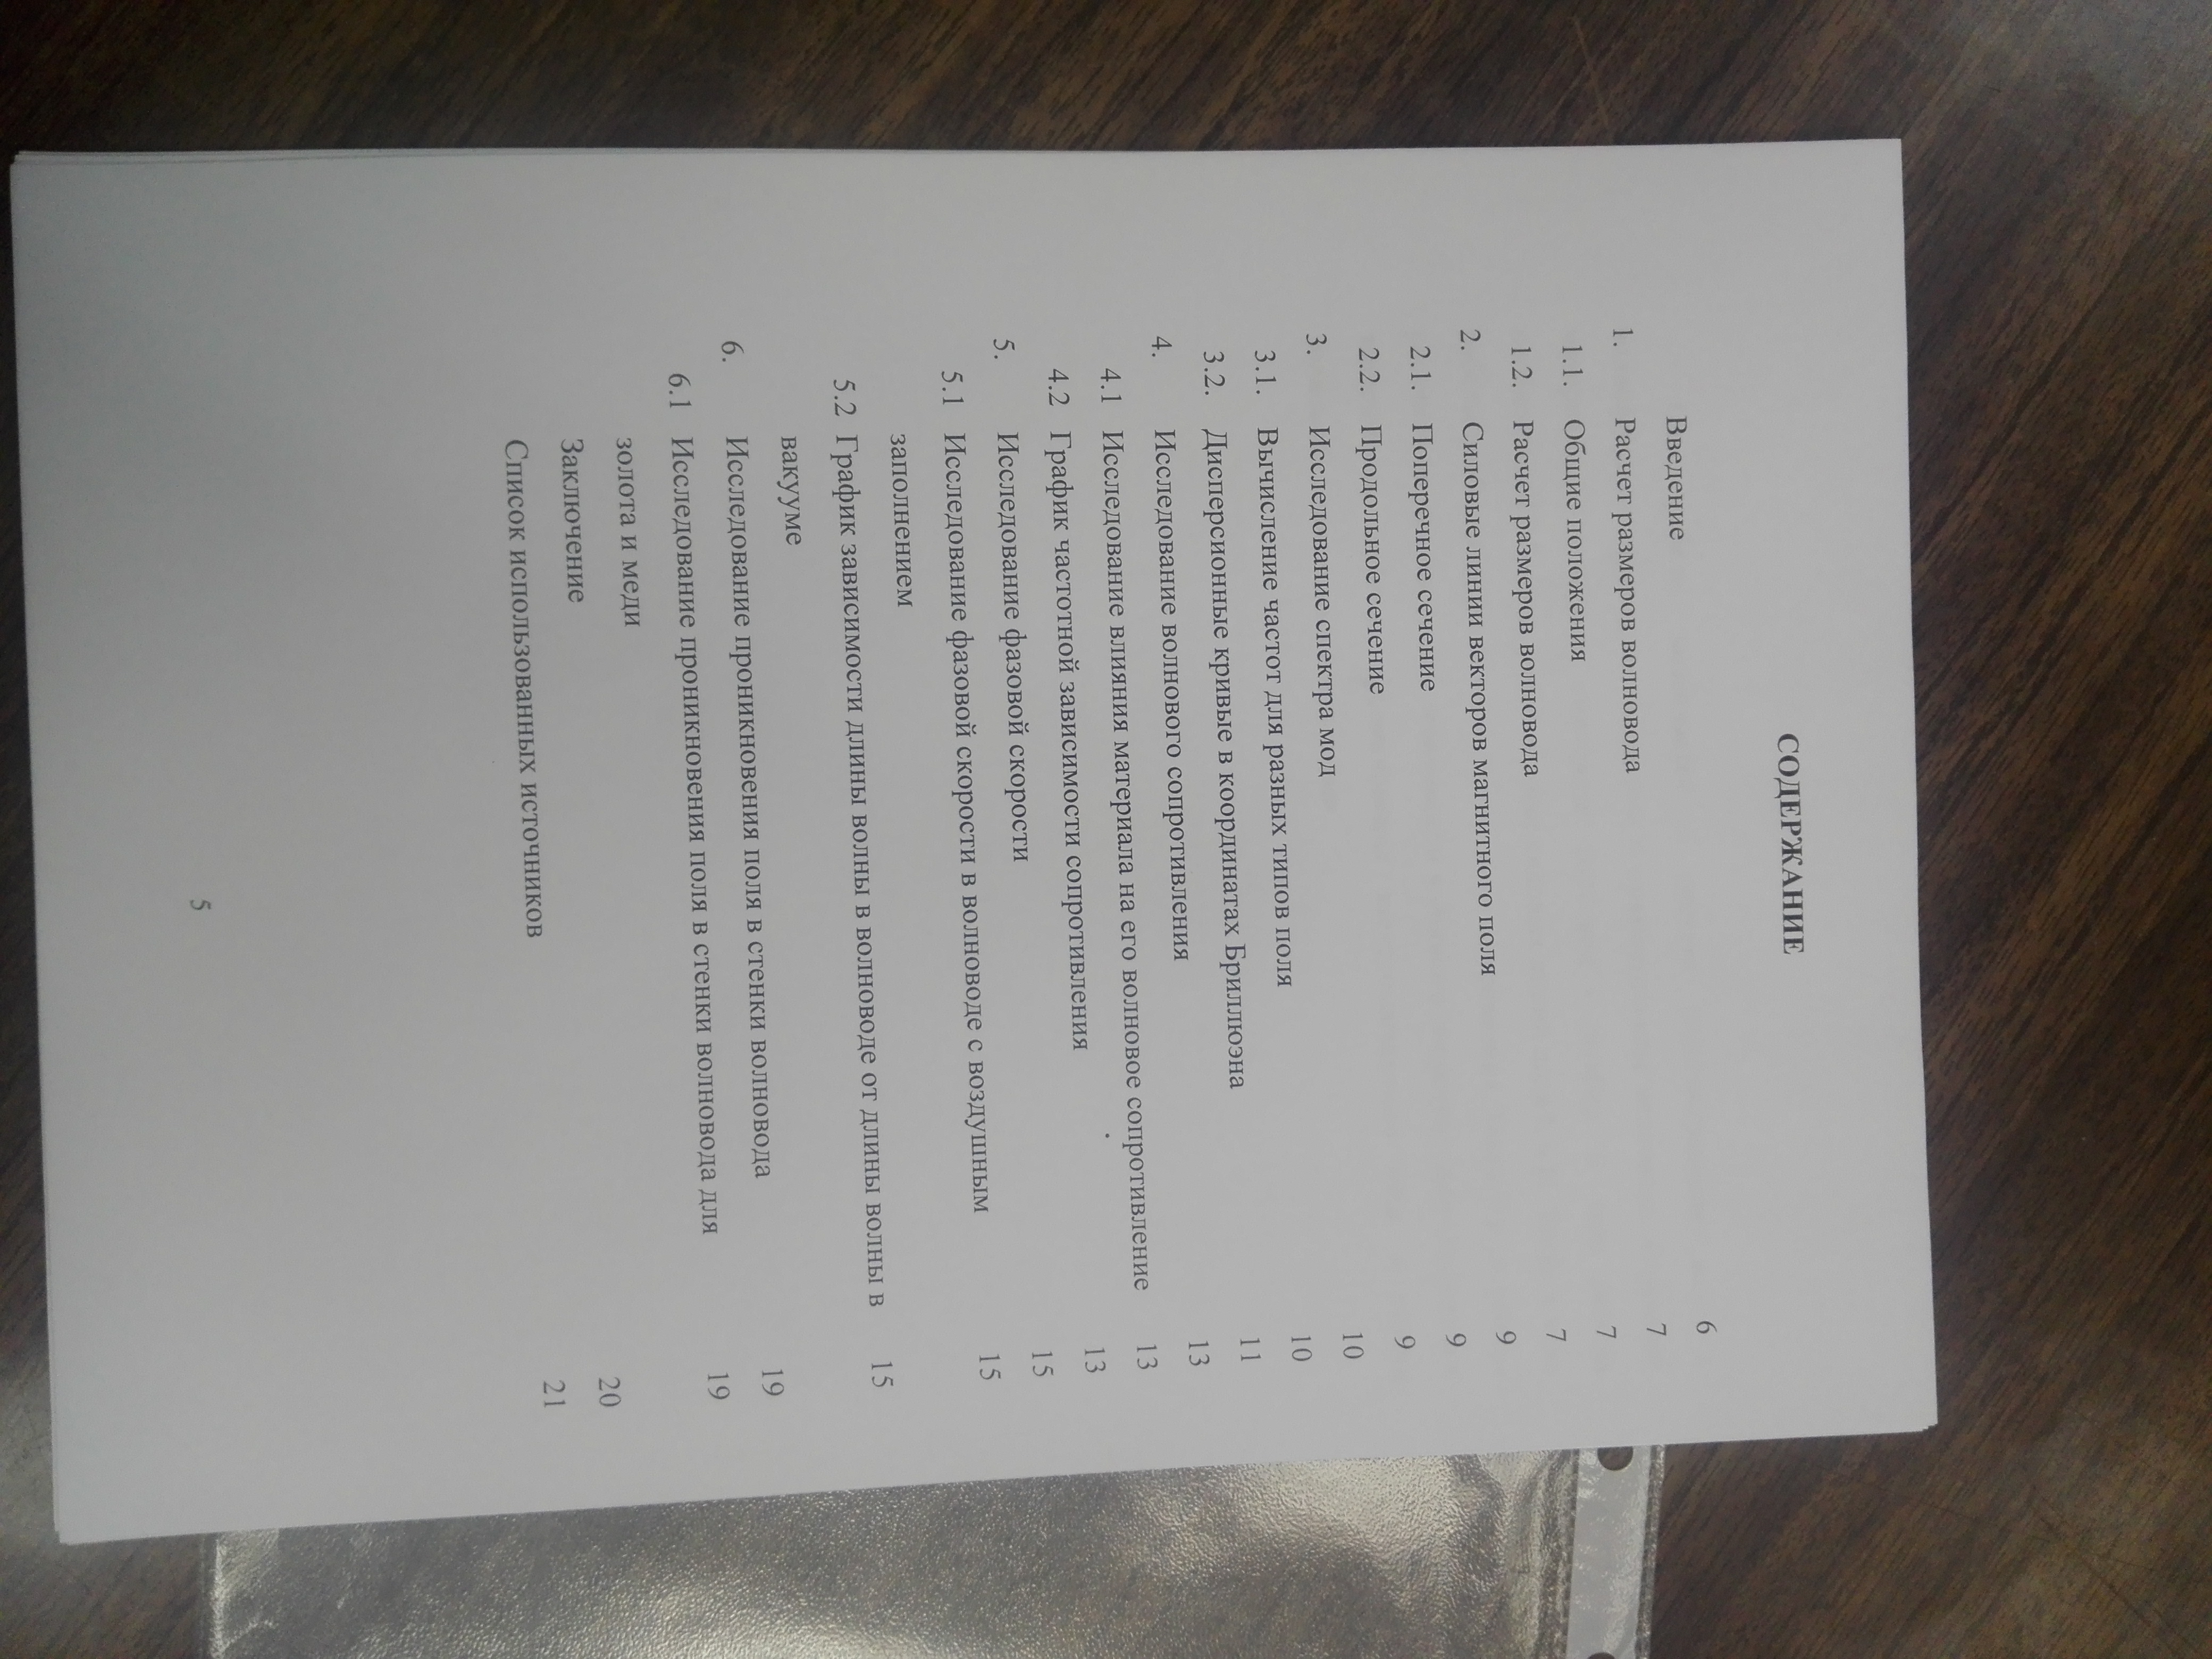 СОДЕРЖАНИЕ
Введение 6
1. Расчет размеров волновода 7
1.1. Общие положения 7
1.2. Расчет размеров волновода 7
2. Силовые линии векторов магнитного поля 9
2.1. Поперечное сечение 9
2.2. Продольное сечение 9
3. Исследование спектра мод 10
3.1. Вычисление частот для разных типов поля 10
3.2. Дисперсионные кривые в координатах Бриллюэна 11
4. Исследование волнового сопротивления 13
4.1 Исследование влияния материала на его волновое сопротивление 13
4.2 График частотной зависимости сопротивления 13
5. Исследование фазовой скорости 15
5.1 Исследование фазовой скорости в волноводе с воздушным 15
заполнением
5.2 График зависимости длины волны в волноводе от длины волны в 15
вакууме
6. Исследование проникновения поля в стенки волновода 19
6.1 Исследование проникновения поля в стенки волновода для 19
золота и меди
Заключение 20
Список использованных источников 21
5